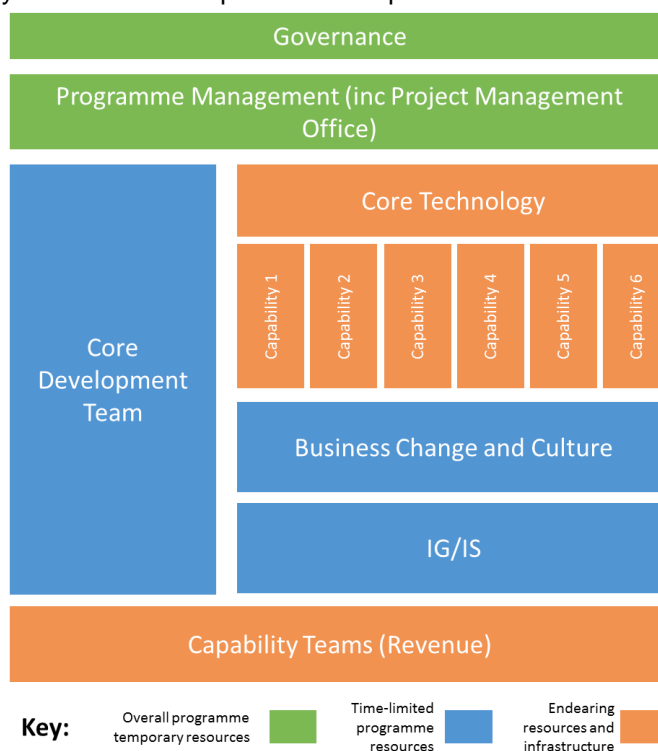 Governance
Programme Management (inc Project Management
Office)
Core
Development
Team
Core Technology
Capability 1
Capability 2
Capability 3
Capability 4
Capability 5
Capability 6
Business Change and Culture
IG/IS
Capability Teams (Revenue)
Key:
Overall programme
temporary resources
Time-limited
programme
resources
Endearing
resources and
infrastructure